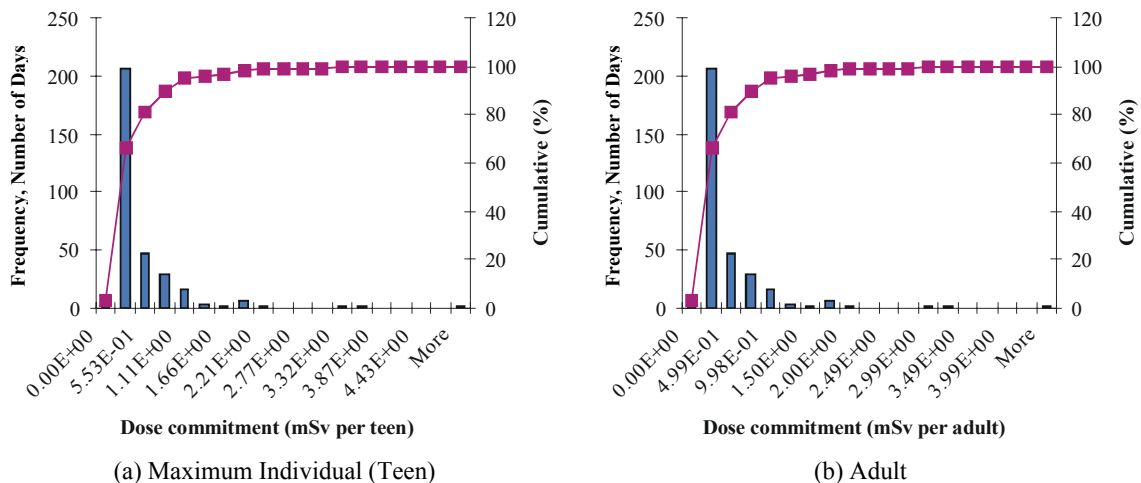 250
200
150
100
50
0
Frequency, Number of Days
120
100
80
60
40
20
0
Cumulative (%)
0.00E+00
5.53E-01
1.11E+00
1.66E+00
2.21E+00
2.77E+00
3.32E+00
3.87E+00
4.43E+00
More
Dose commitment (mSv per teen)
(a) Maximum Individual (Teen)
250
200
150
100
50
0
Frequency, Number of Days
120
100
80
60
40
20
0
Cumulative (%)
0.00E+00
4.99E-01
9.98E-01
1.50E+00
2.00E+00
2.49E+00
2.99E+00
3.49E+00
3.99E+00
More
Dose commitment (mSv per adult)
(b) Adult